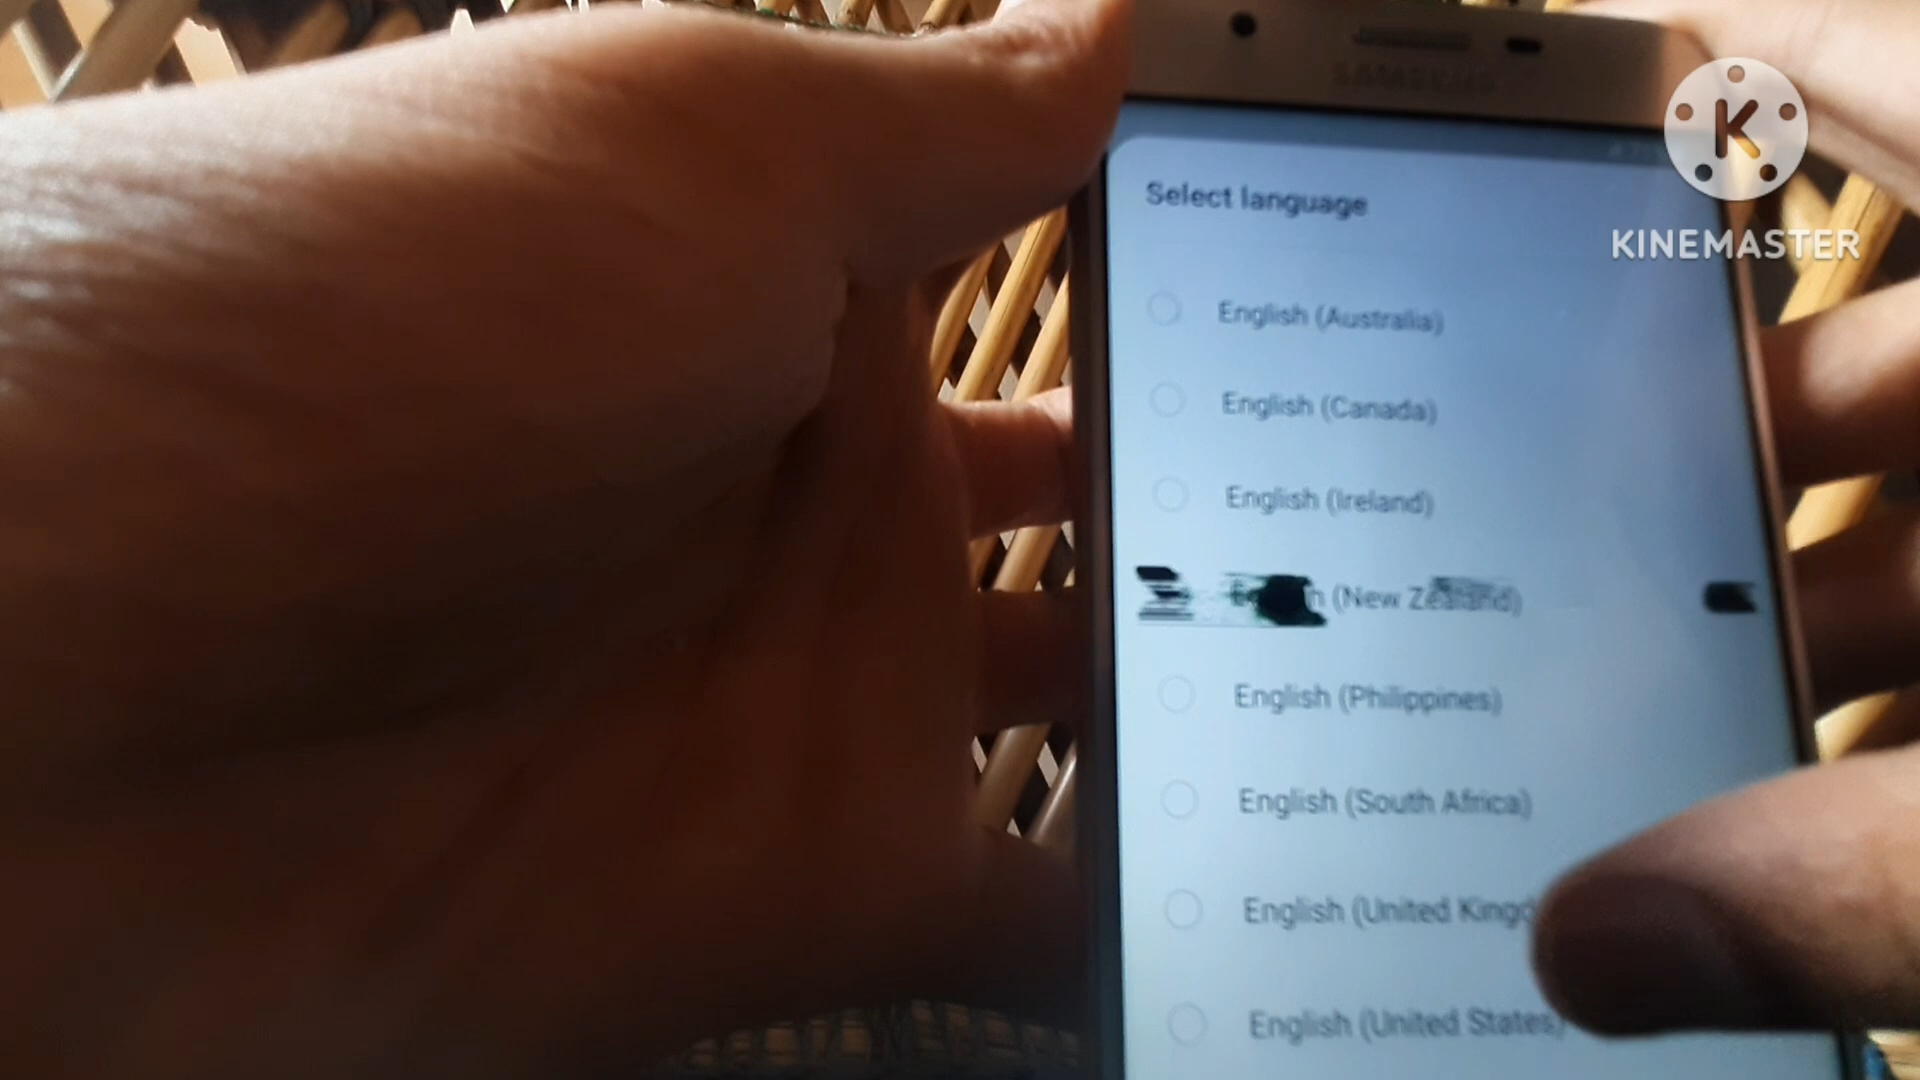 SAMSUNG
K
KINEMASTER
Select language
English (Australia)
English (Canada)
English (Ireland)
(New Zealand)
English (Philippines)
English (South Africa)
English (United
English (United States)